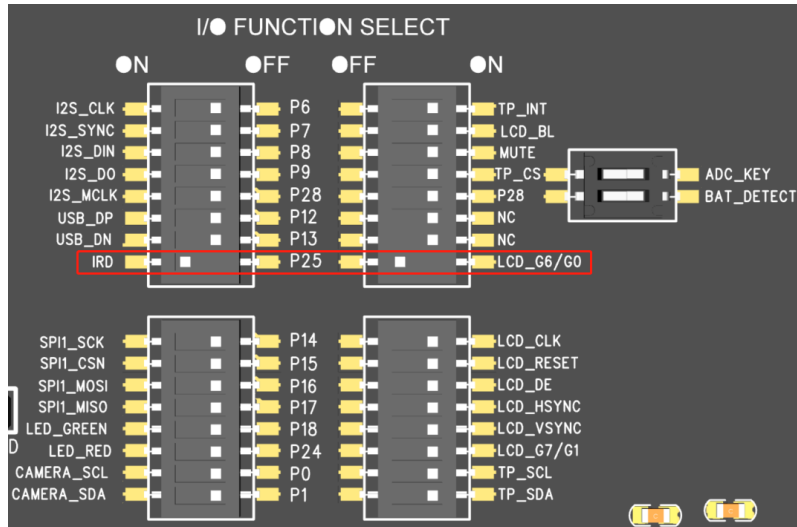 I/O FUNCTION SELECT
ON OFF OFF ON
I2S_CLK P6 TP_INT
I2S_SYNC P7 LCD_BL
I2S_DIN P8 MUTE
I2S_DO P9 TP_CS ADC_KEY
I2S_MCLK P28 P28 BAT_DETECT
USB_DP P12 NC
USB_DN P13 NC
IRD P25 LCD_G6/G0
SPI1_SCK P14 LCD_CLK
SPI1_CSN P15 LCD_RESET
SPI1_MOSI P16 LCD_DE
SPI1_MISO P17 LCD_HSYNC
LED_GREEN P18 LCD_VSYNC
D LED_RED P24 LCD_G7/G1
CAMERA_SCL P0 TP_SCL
CAMERA_SDA P1 TP_SDA